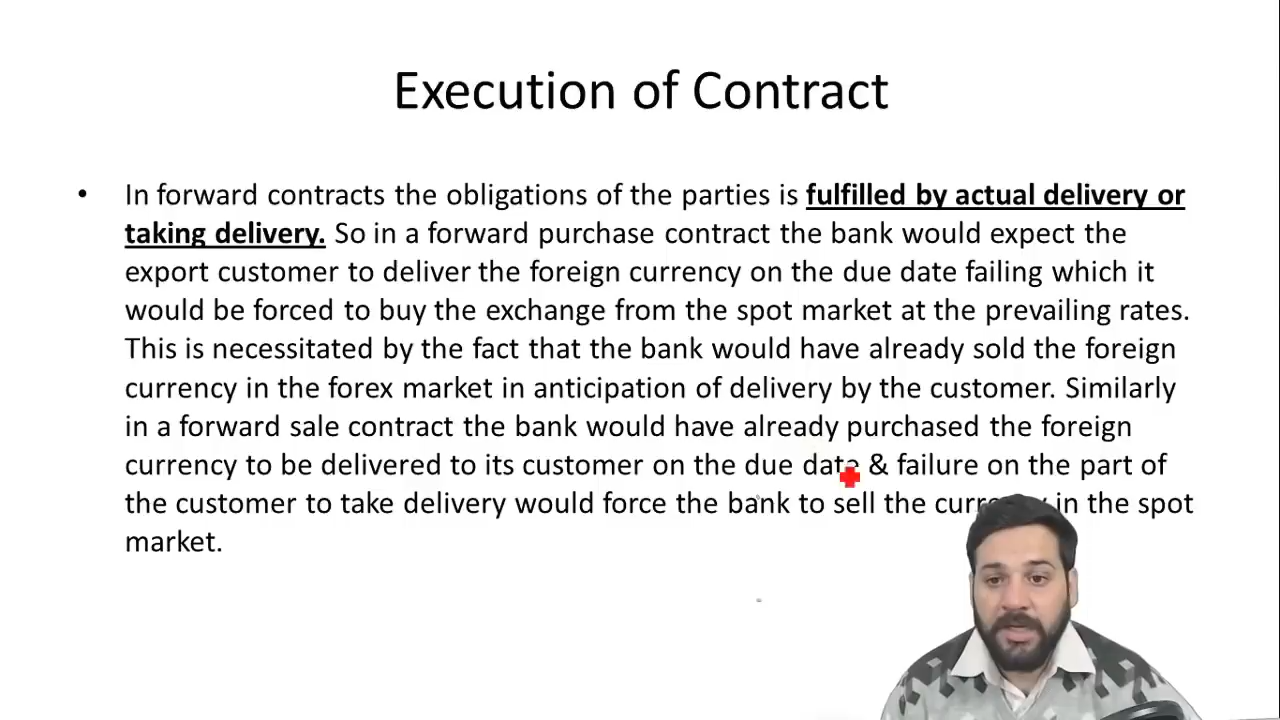 Execution of Contract
• In forward contracts the obligations of the parties is fulfilled by actual delivery or
taking delivery. So in a forward purchase contract the bank would expect the
export customer to deliver the foreign currency on the due date failing which it
would be forced to buy the exchange from the spot market at the prevailing rates.
This is necessitated by the fact that the bank would have already sold the foreign
currency in the forex market in anticipation of delivery by the customer. Similarly
in a forward sale contract the bank would have already purchased the foreign
currency to be delivered to its customer on the due date & failure on the part of
the customer to take delivery would force the bank to sell the currency in the spot
market.